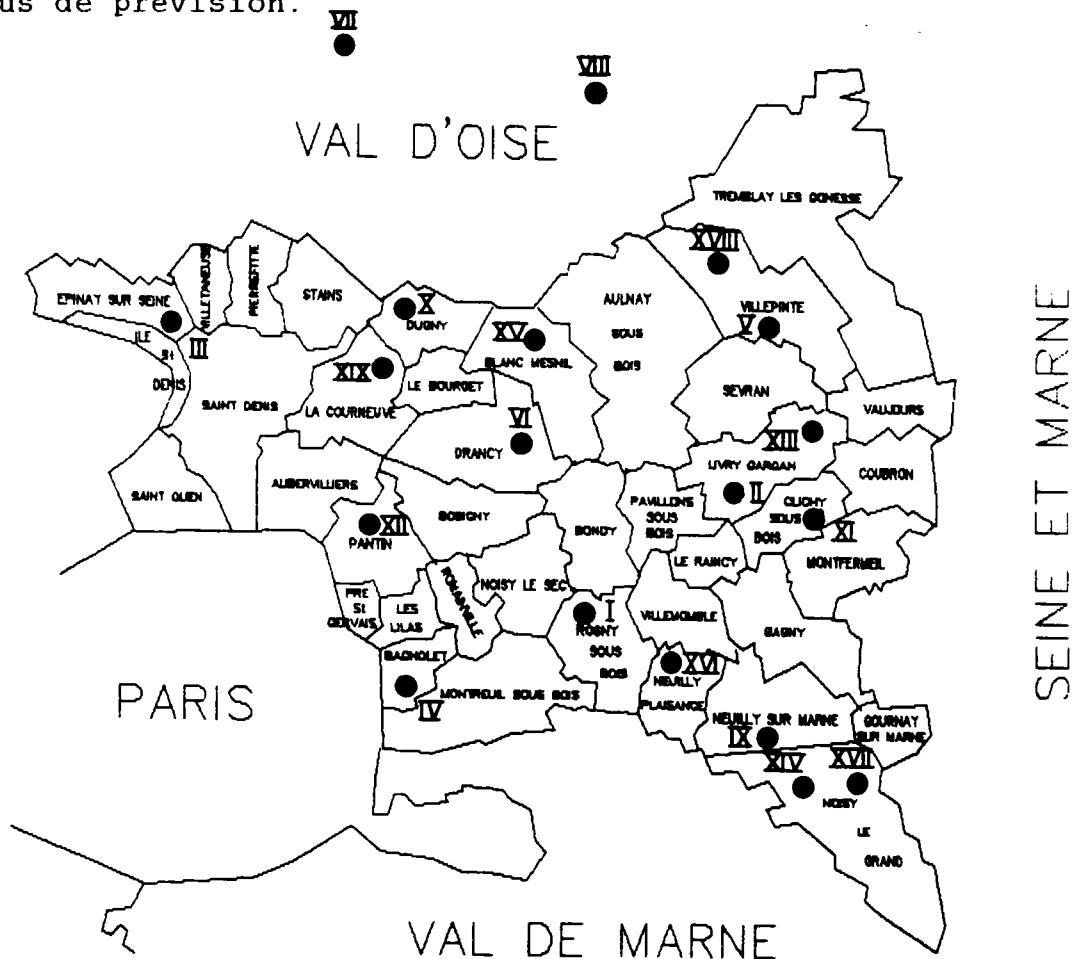 us de prévision.
VII
VIII
VAL D'OISE
TREMBLAY LES GONESSE
XVIII
VILLETANEUSE
PIERREFITTE
STAINS
EPINAY SUR SEINE
AULNAY
SOUS
BOIS
X
DUGNY
VILLEPINTE
V
XV
BLANC MESNIL
ILE
St
DENIS
III
XIX
LE BOURGET
SEVRAN
SAINT DENIS
LA COURNEUVE
VAUJOURS
VI
DRANCY
XIII
LIVRY GARGAN
COUBRON
AUBERVILLIERS
SAINT OUEN
II
PAVILLONS
SOUS
BOIS
CLICHY
SOUS
BOIS
BOBIGNY
BONDY
XII
PANTIN
XI
MONTFERMEIL
LE RAINCY
NOISY LE SEC
ROMAINVILLE
PRE
St
GERVAIS
LES
LILAS
I
ROSNY
SOUS
BOIS
VILLEMOMBLE
GAGNY
BAGNOLET
XVI
NEUILLY
PLAISANCE
IV
MONTREUIL SOUS BOIS
PARIS
NEUILLY SUR MARNE
GOURNAY
SUR MARNE
IX
XIV
XVII
NOISY
LE
GRAND
VAL DE MARNE
SEINE ET MARNE